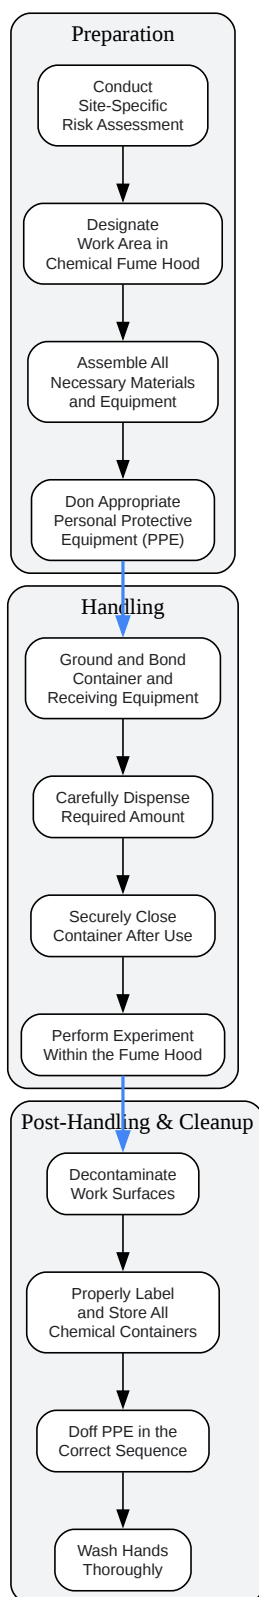 Preparation
Conduct
Site-Specific
Risk Assessment
Designate
Work Area in
Chemical Fume Hood
Assemble All
Necessary Materials
and Equipment
Don Appropriate
Personal Protective
Equipment (PPE)
Handling
Ground and Bond
Container and
Receiving Equipment
Carefully Dispense
Required Amount
Securely Close
Container After Use
Perform Experiment
Within the Fume Hood
Post-Handling & Cleanup
Decontaminate
Work Surfaces
Properly Label
and Store All
Chemical Containers
Doff PPE in the
Correct Sequence
Wash Hands
Thoroughly